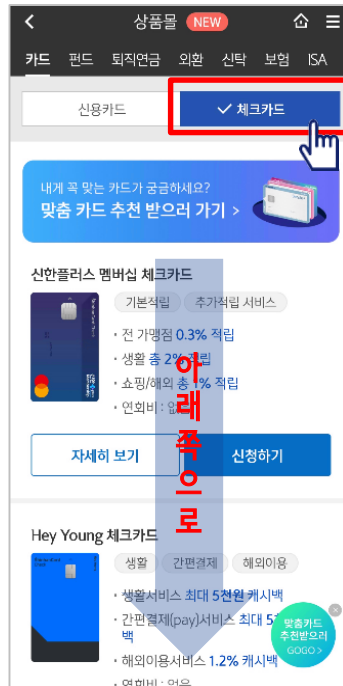 상품몰 NEW
카드 펀드 퇴직연금 외환 신탁 보험 ISA
신용카드 체크카드
내게 꼭 맞는 카드가 궁금하세요?
맞춤 카드 추천 받으러 가기 >
신한플러스 멤버십 체크카드
기본적립 추가적립 서비스
· 전 가맹점 0.3% 적립
· 생활 총 2% 적립
· 쇼핑/해외 총 1% 적립
· 연회비 : 없음
아래쪽으로
자세히 보기 신청하기
Hey Young 체크카드
생활 간편결제 해외이용
· 생활서비스 최대 5천원 캐시백
· 간편결제(pay)서비스 최대 5
백
· 해외이용서비스 1.2% 캐시백
· 연회비 : 없음
맞춤카드
추천받으러
GOGO >